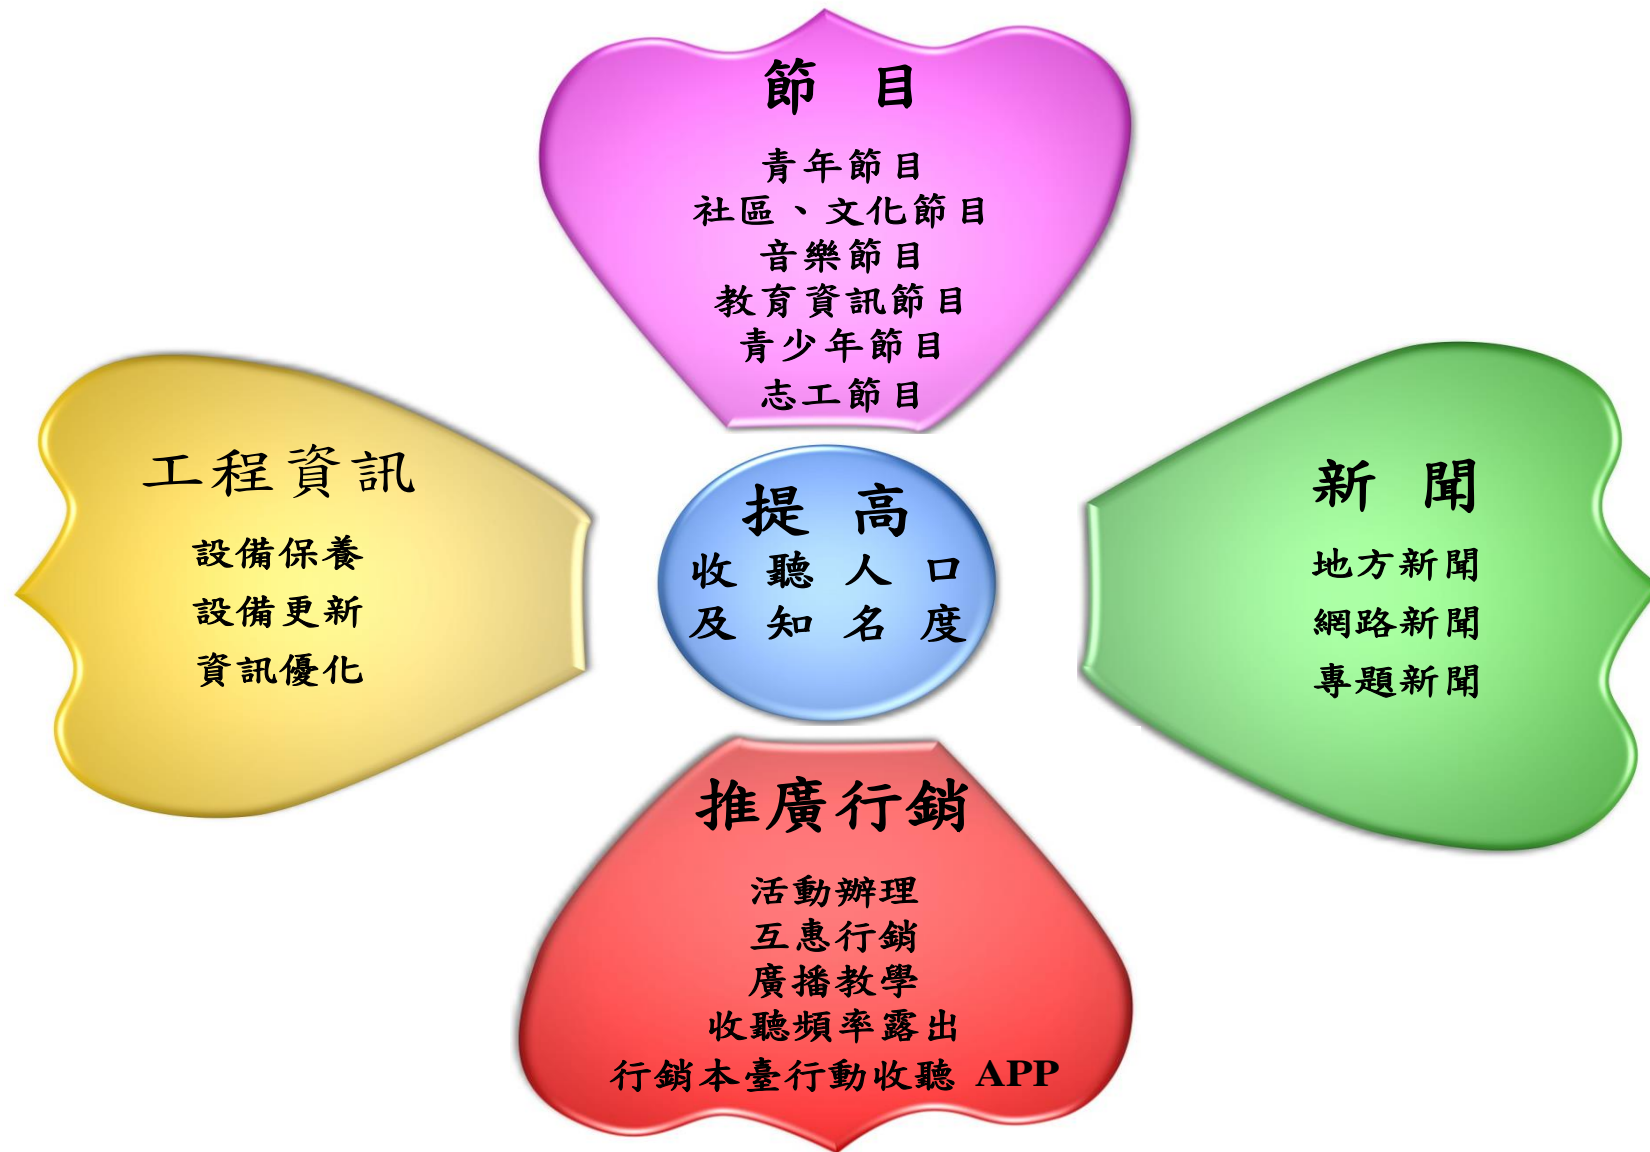 節 目
青年節目
社區、文化節目
音樂節目
教育資訊節目
青少年節目
志工節目
工程資訊
設備保養
設備更新
資訊優化
提 高
收 聽 人 口
及 知 名 度
新 聞
地方新聞
網路新聞
專題新聞
推廣行銷
活動辦理
互惠行銷
廣播教學
收聽頻率露出
行銷本臺行動收聽 APP